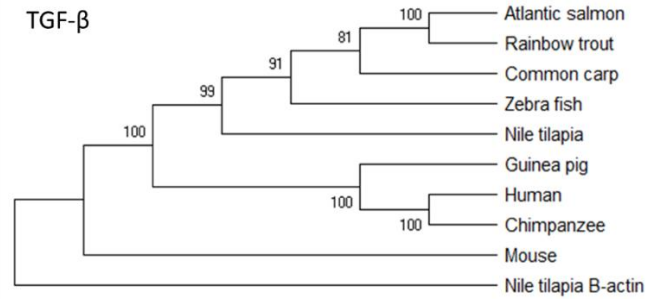 TGF-β
100
Atlantic salmon
Rainbow trout
81
Common carp
91
Zebra fish
99
Nile tilapia
100
Guinea pig
100
Human
100
Chimpanzee
Mouse
Nile tilapia B-actin